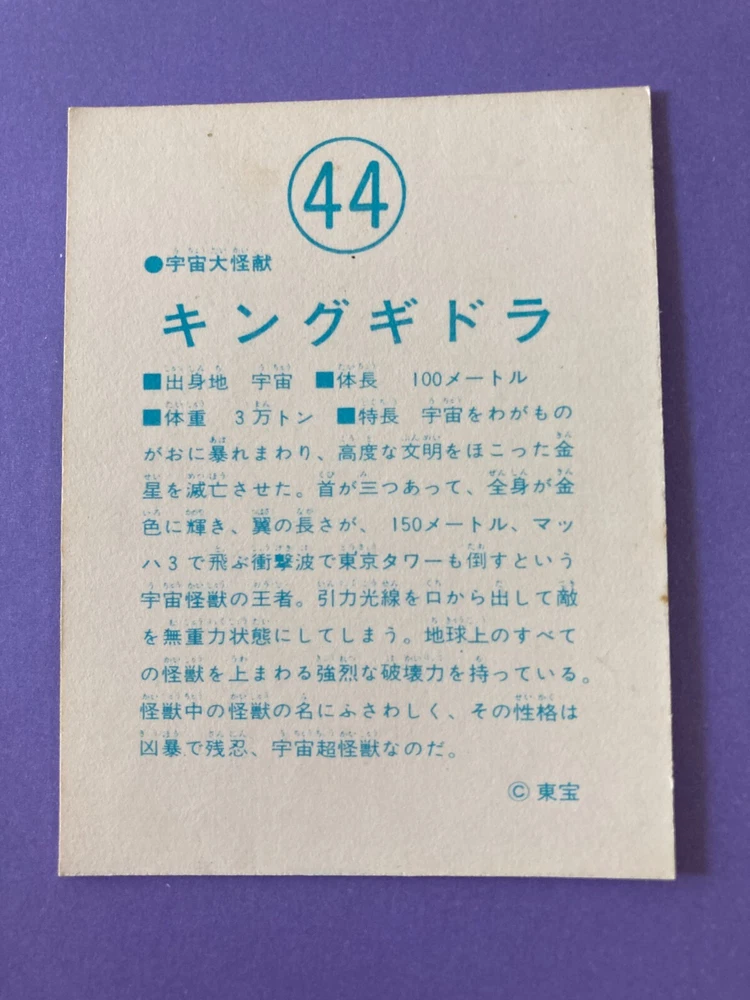 44
●宇宙大怪獣
キングギドラ
■出身地 宇宙 ■体長 100メートル
■体重 3万トン ■特長 宇宙をわがもの
がおに暴れまわり、高度な文明をほこった金
星を滅亡させた。首が三つあって、全身が金
色に輝き、翼の長さが、150メートル、マッ
ハ3で飛ぶ衝撃波で東京タワーも倒すという
宇宙怪獣の王者。引力光線を口から出して敵
を無重力状態にしてしまう。地球上のすべて
の怪獣を上まわる強烈な破壊力を持っている。
怪獣中の怪獣の名にふさわしく、その性格は
凶暴で残忍、宇宙超怪獣なのだ。
Ⓒ東宝